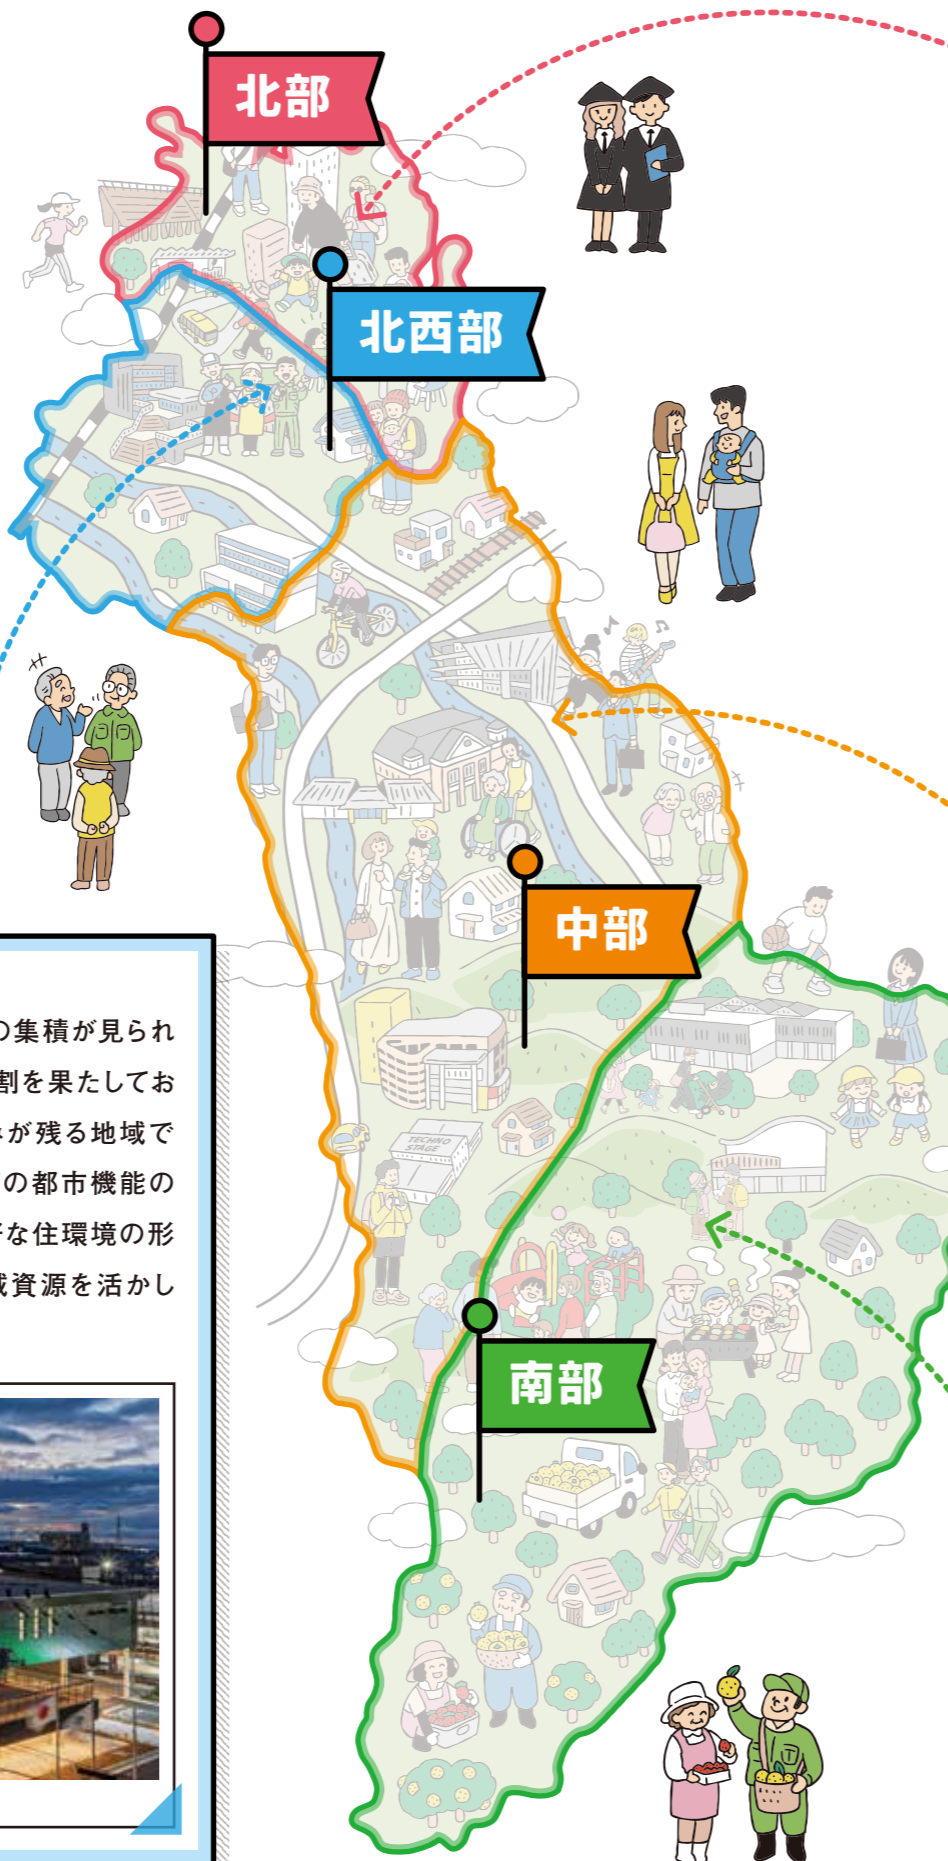 北部
北西部
中部
の集積が見られ
割を果たしてお
が残る地域で
の都市機能の
な住環境の形
資源を活かし
TECHNO
STAGE
南部